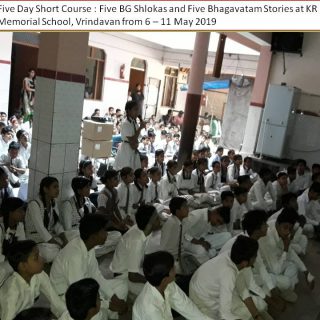 Five Day Short Course : Five BG Shlokas and Five Bhagavatam Stories at KR
Memorial School, Vrindavan from 6 – 11 May 2019